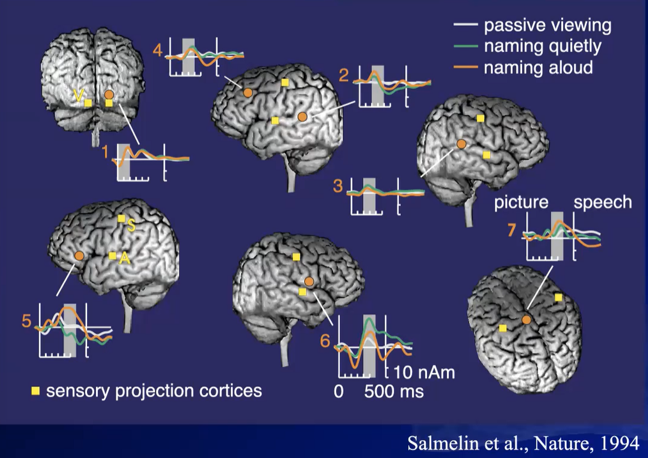 passive viewing
naming quietly
naming aloud
4
2
V
1
3
picture speech
7
S
A
5
6
10 nAm
0 500 ms
sensory projection cortices
Salmelin et al., Nature, 1994